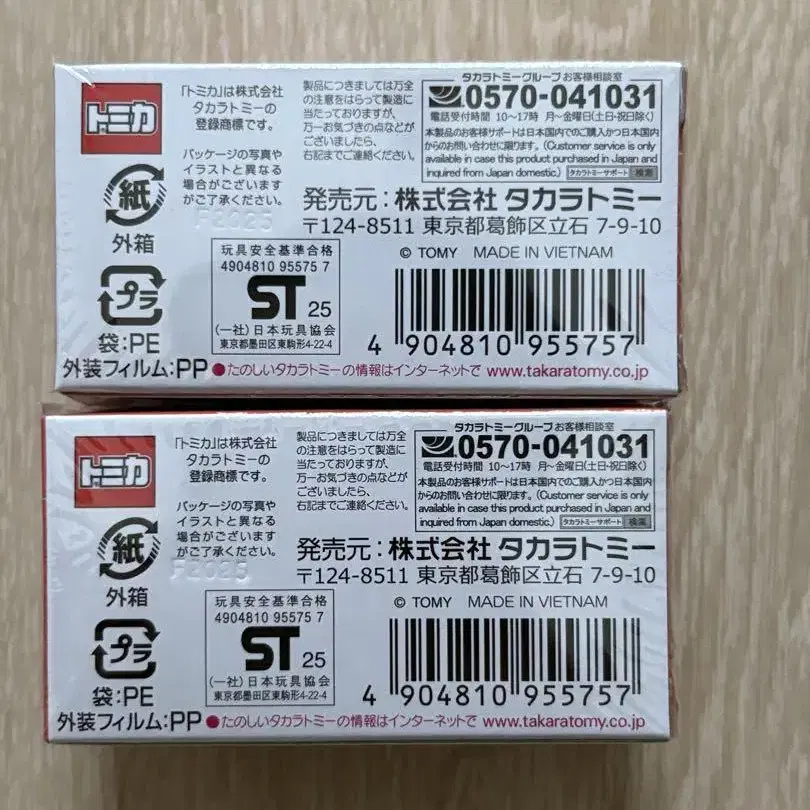 トミカ
「トミカ」は株式会社
タカラトミーの
登録商標です。
パッケージの写真や
イラストと異なる
場合がございます
がご了承ください。
F2025
製品につきましては万全
の注意をはらって製造に
当たっておりますが、
万一お気づきの点などが
ございましたら、
右記までご連絡ください。
タカラトミーグループ お客様相談室
0570-041031
電話受付時間 10～17時 月～金曜日(土日・祝日除く)
本製品のお客様サポートは日本国内でのご購入かつ日本国内
からのお問い合わせに限ります。(Customer service is only
available in case this product purchased in Japan and
inquired from Japan domestic.) タカラトミーサポート 検索
紙
外箱
発売元：株式会社 タカラトミー
〒124-8511 東京都葛飾区立石 7-9-10
© TOMY MADE IN VIETNAM
プラ
袋：PE
外装フィルム：PP
玩具安全基準合格
4904810 95575 7
ST 25
(一社)日本玩具協会
東京都墨田区東駒形4-22-4
4 904810 955757
●たのしいタカラトミーの情報はインターネットで www.takaratomy.co.jp
トミカ
「トミカ」は株式会社
タカラトミーの
登録商標です。
パッケージの写真や
イラストと異なる
場合がございます
がご了承ください。
F2025
製品につきましては万全
の注意をはらって製造に
当たっておりますが、
万一お気づきの点などが
ございましたら、
右記までご連絡ください。
タカラトミーグループ お客様相談室
0570-041031
電話受付時間 10～17時 月～金曜日(土日・祝日除く)
本製品のお客様サポートは日本国内でのご購入かつ日本国内
からのお問い合わせに限ります。(Customer service is only
available in case this product purchased in Japan and
inquired from Japan domestic.) タカラトミーサポート 検索
紙
外箱
発売元：株式会社 タカラトミー
〒124-8511 東京都葛飾区立石 7-9-10
© TOMY MADE IN VIETNAM
プラ
袋：PE
外装フィルム：PP
玩具安全基準合格
4904810 95575 7
ST 25
(一社)日本玩具協会
東京都墨田区東駒形4-22-4
4 904810 955757
●たのしいタカラトミーの情報はインターネットで www.takaratomy.co.jp